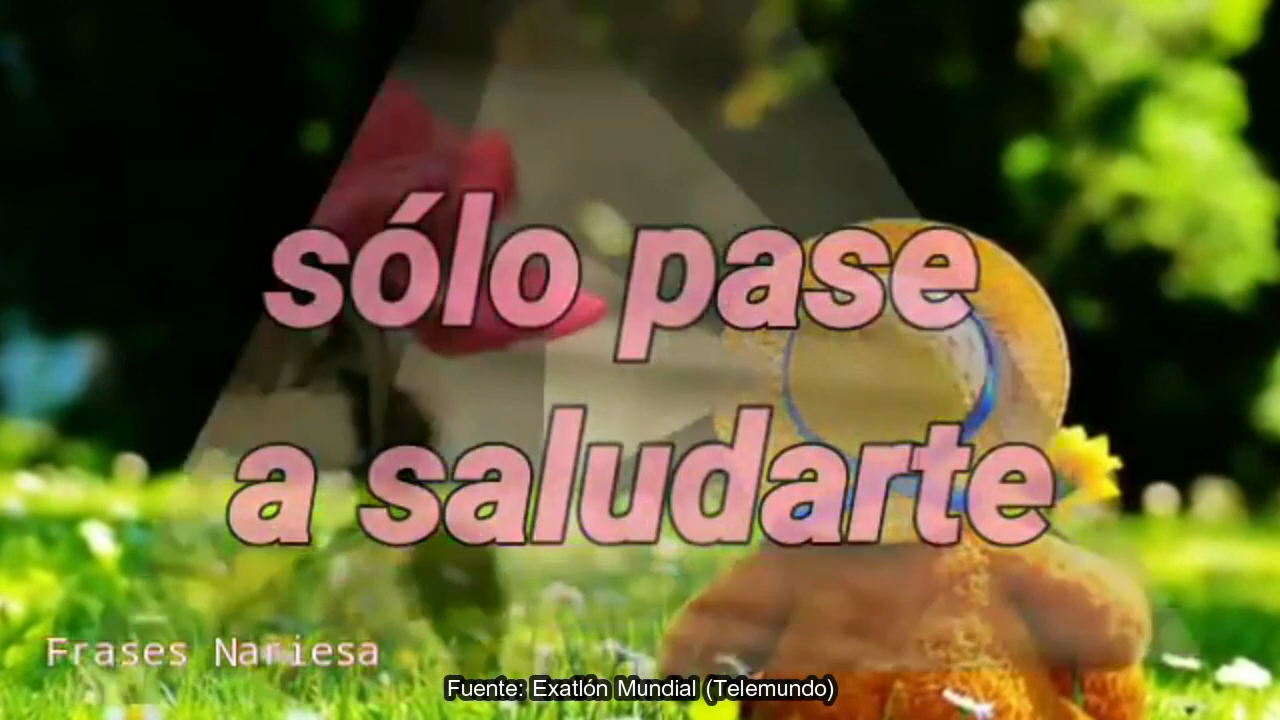 sólo pase
a saludarte
Frases Nariesa
Fuente: Exatlón Mundial (Telemundo)